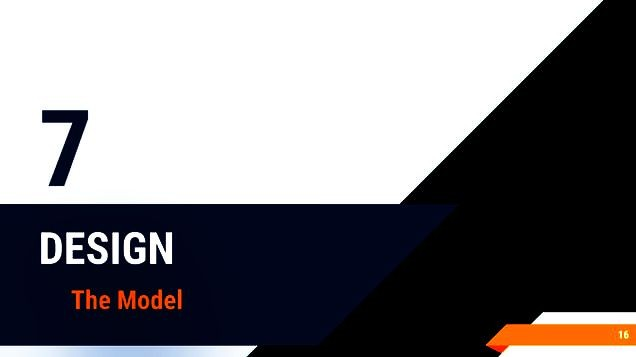 7
DESIGN
The Model
16